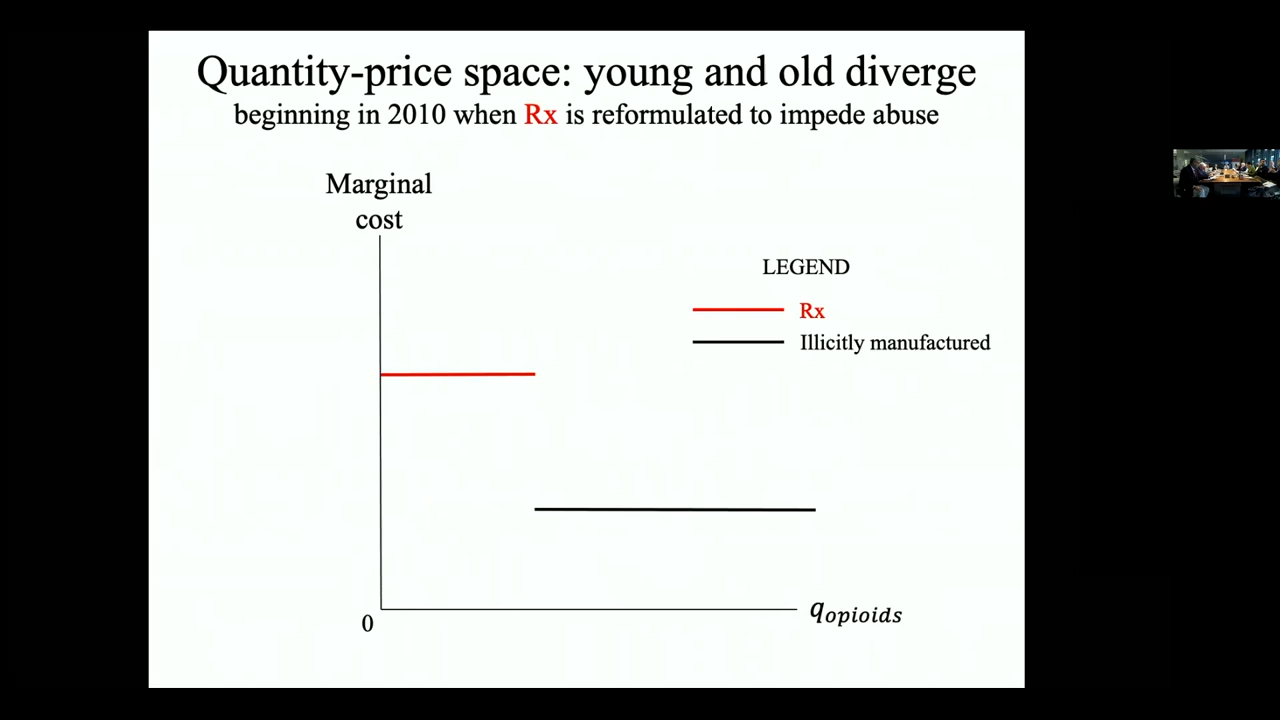 Quantity-price space: young and old diverge
beginning in 2010 when Rx is reformulated to impede abuse
Marginal
cost
LEGEND
Rx
Illicitly manufactured
0
q_opioids